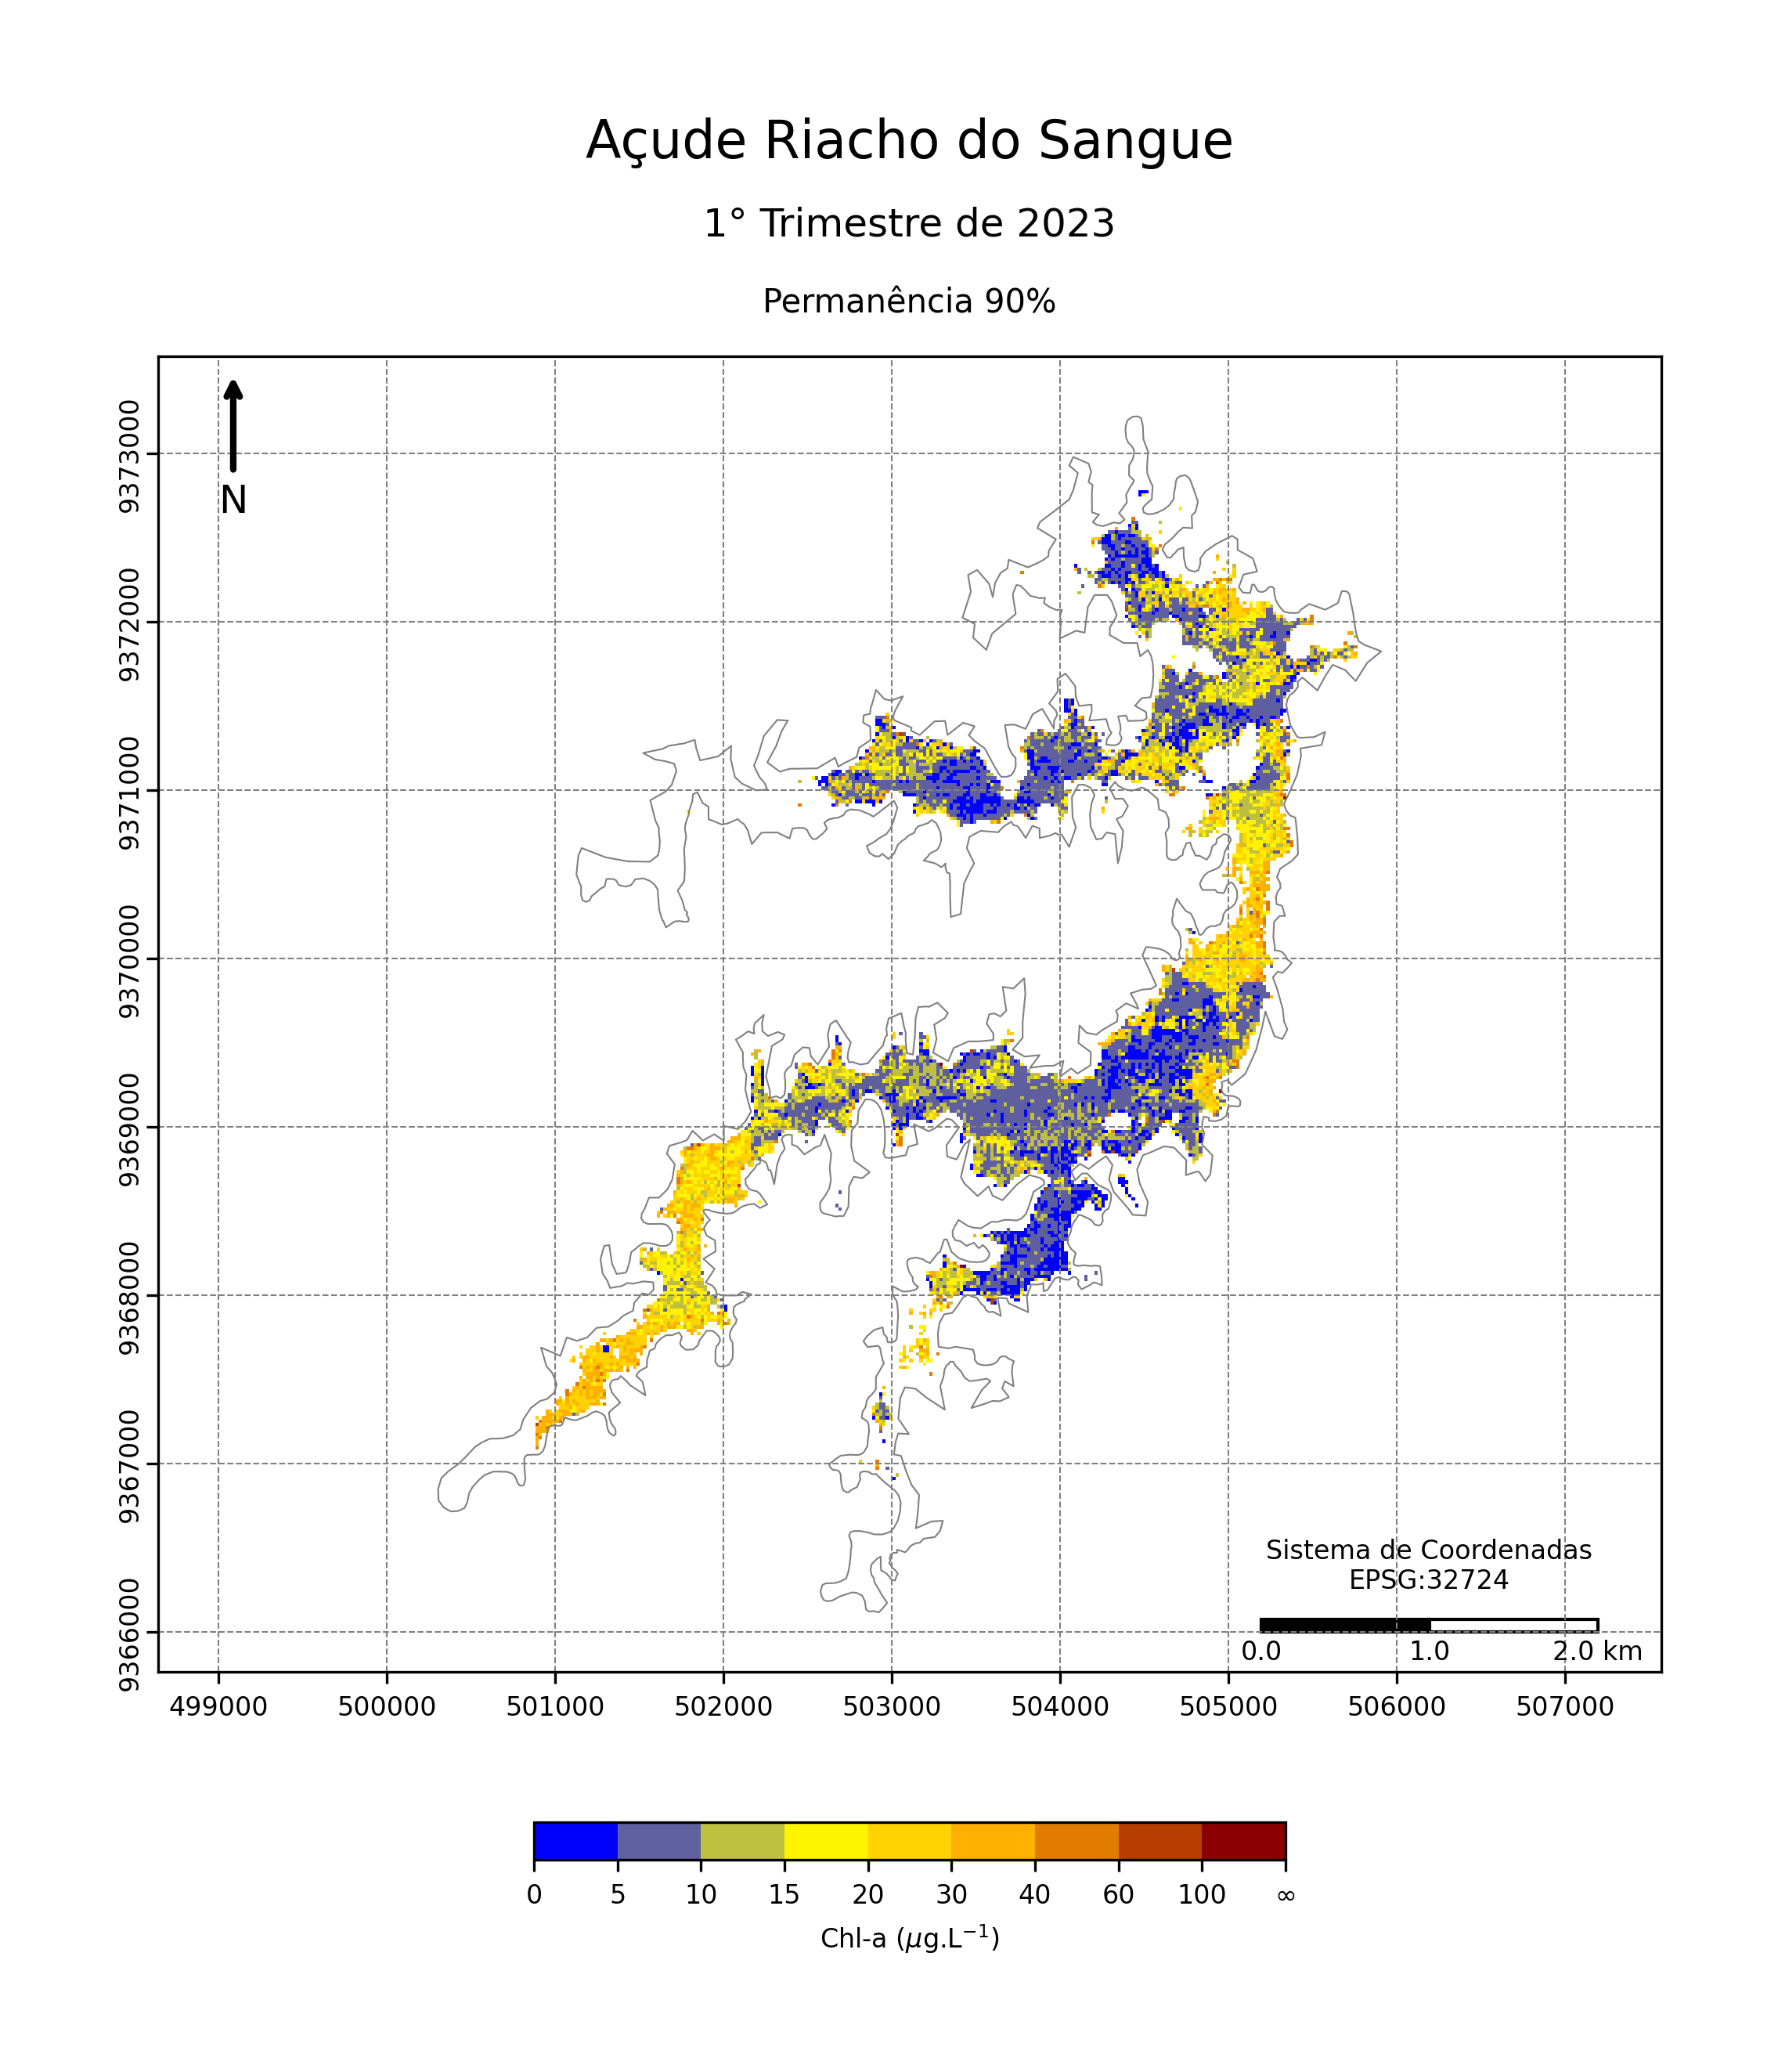 Açude Riacho do Sangue
1° Trimestre de 2023
Permanência 90%
N
9373000
9372000
9371000
9370000
9369000
9368000
9367000
9366000
Sistema de Coordenadas
EPSG:32724
0.0 1.0 2.0 km
499000 500000 501000 502000 503000 504000 505000 506000 507000
0 5 10 15 20 30 40 60 100 ∞
Chl-a (μg.L⁻¹)